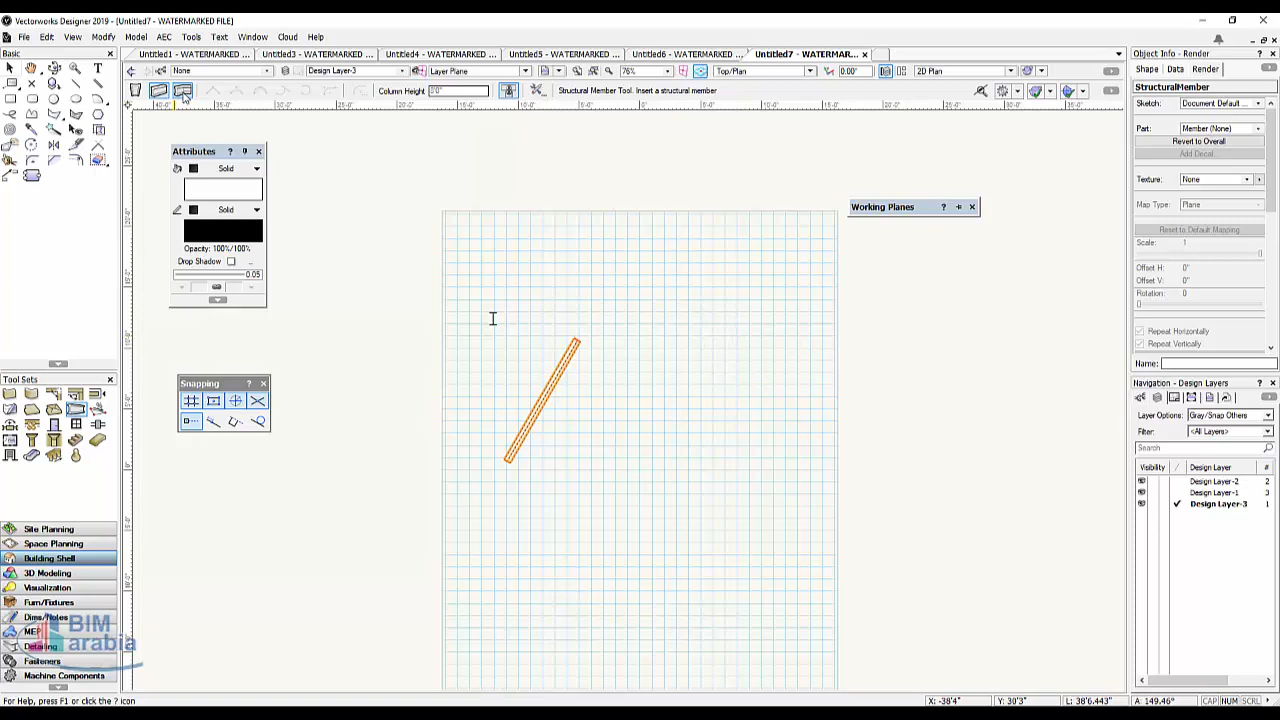 Vectorworks Designer 2019 - [Untitled7 - WATERMARKED FILE]
File Edit View Modify Model AEC Tools Text Window Cloud Help
Basic
Untitled1 - WATERMARKED ... Untitled3 - WATERMARKED ... Untitled4 - WATERMARKED ... Untitled5 - WATERMARKED ... Untitled6 - WATERMARKED ... Untitled7 - WATERMAR...
None Design Layer-3 Layer Plane 76% Top/Plan 0.00° 2D Plan
Column Height Structural Member Tool. Insert a structural member
Attributes
Solid
Solid
Opacity: 100%/100%
Drop Shadow
0.05
Snapping
Working Planes
Tool Sets
Site Planning
Space Planning
Building Shell
3D Modeling
Visualization
Furn/Fixtures
Dims/Notes
MEP
Detailing
Fasteners
Machine Components
BIM
arabia
Object Info - Render
Shape Data Render
StructuralMember
Sketch: Document Default ...
Part: Member (None)
Revert to Overall
Add Decal...
Texture: None
Map Type: Plane
Reset to Default Mapping
Scale: 1
Offset H: 0"
Offset V: 0"
Rotation: 0
Repeat Horizontally
Repeat Vertically
Name:
Navigation - Design Layers
Layer Options: Gray/Snap Others
Filter: <All Layers>
Search
Visibility Design Layer #
Design Layer-2 2
Design Layer-1 3
Design Layer-3 1
For Help, press F1 or click the ? icon
X: -38'4" Y: 30'3" L: 38'6.443" A: 149.46° CAP NUM SCRL